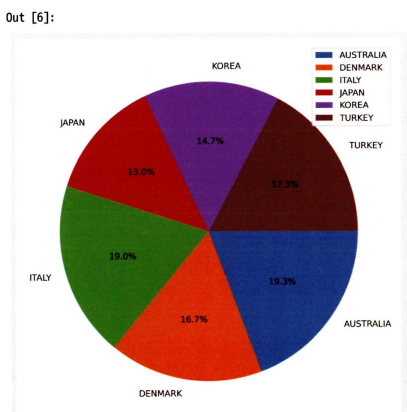 Out [6]:
AUSTRALIA
DENMARK
ITALY
JAPAN
KOREA
TURKEY
KOREA
JAPAN
TURKEY
14.7%
13.0%
17.3%
19.0%
19.3%
16.7%
ITALY
AUSTRALIA
DENMARK